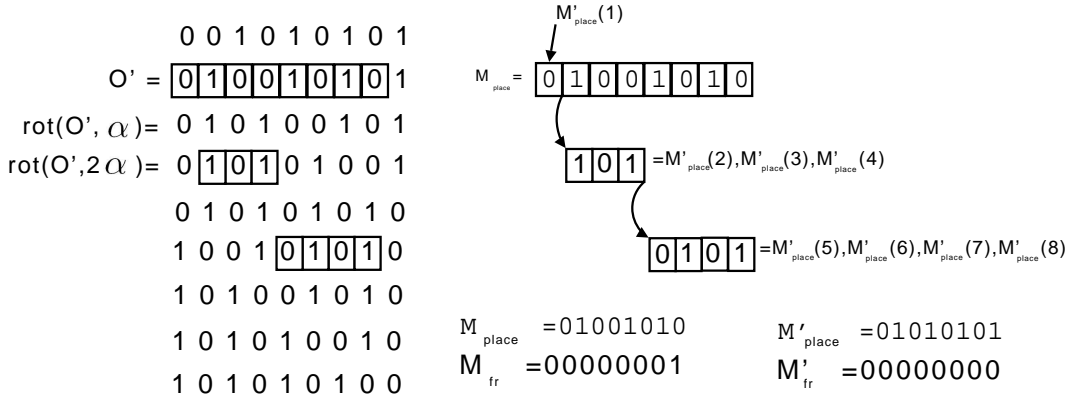 0 0 1 0 1 0 1 0 1
O' = 0 1 0 0 1 0 1 0 1
rot(O', α)= 0 1 0 1 0 0 1 0 1
rot(O',2 α)= 0 1 0 1 0 1 0 0 1
0 1 0 1 0 1 0 1 0
1 0 0 1 0 1 0 1 0
1 0 1 0 0 1 0 1 0
1 0 1 0 1 0 0 1 0
1 0 1 0 1 0 1 0 0
M'place(1)
Mplace= 0 1 0 0 1 0 1 0
1 0 1 =M'place(2),M'place(3),M'place(4)
0 1 0 1 =M'place(5),M'place(6),M'place(7),M'place(8)
Mplace =01001010
Mfr =00000001
M'place =01010101
M'fr =00000000